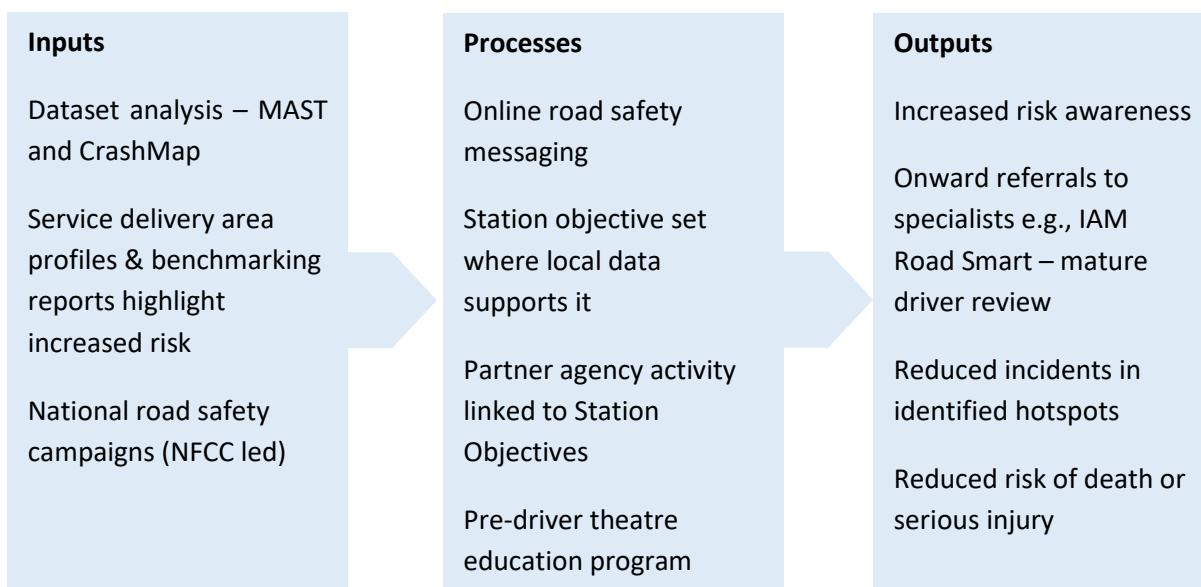 Inputs
Dataset analysis – MAST
and CrashMap
Service delivery area
profiles & benchmarking
reports highlight
increased risk
National road safety
campaigns (NFCC led)
Processes
Online road safety
messaging
Station objective set
where local data
supports it
Partner agency activity
linked to Station
Objectives
Pre-driver theatre
education program
Outputs
Increased risk awareness
Onward referrals to
specialists e.g., IAM
Road Smart – mature
driver review
Reduced incidents in
identified hotspots
Reduced risk of death or
serious injury